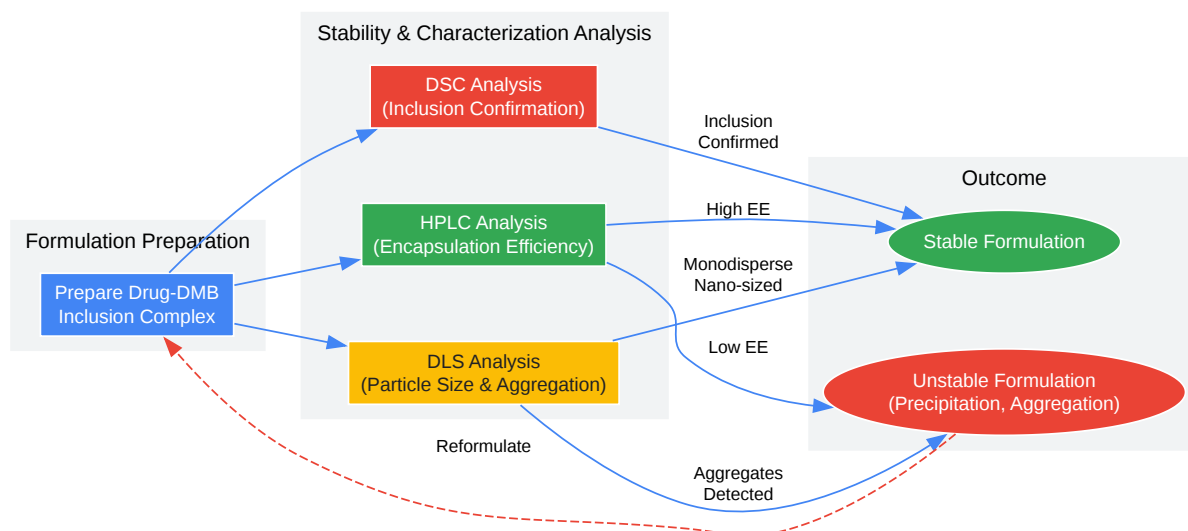 Stability & Characterization Analysis
DSC Analysis
(Inclusion Confirmation)
Inclusion
Confirmed
Outcome
Formulation Preparation
HPLC Analysis
(Encapsulation Efficiency)
High EE
Stable Formulation
Prepare Drug-DMB
Inclusion Complex
Monodisperse
Nano-sized
DLS Analysis
(Particle Size & Aggregation)
Low EE
Unstable Formulation
(Precipitation, Aggregation)
Reformulate
Aggregates
Detected